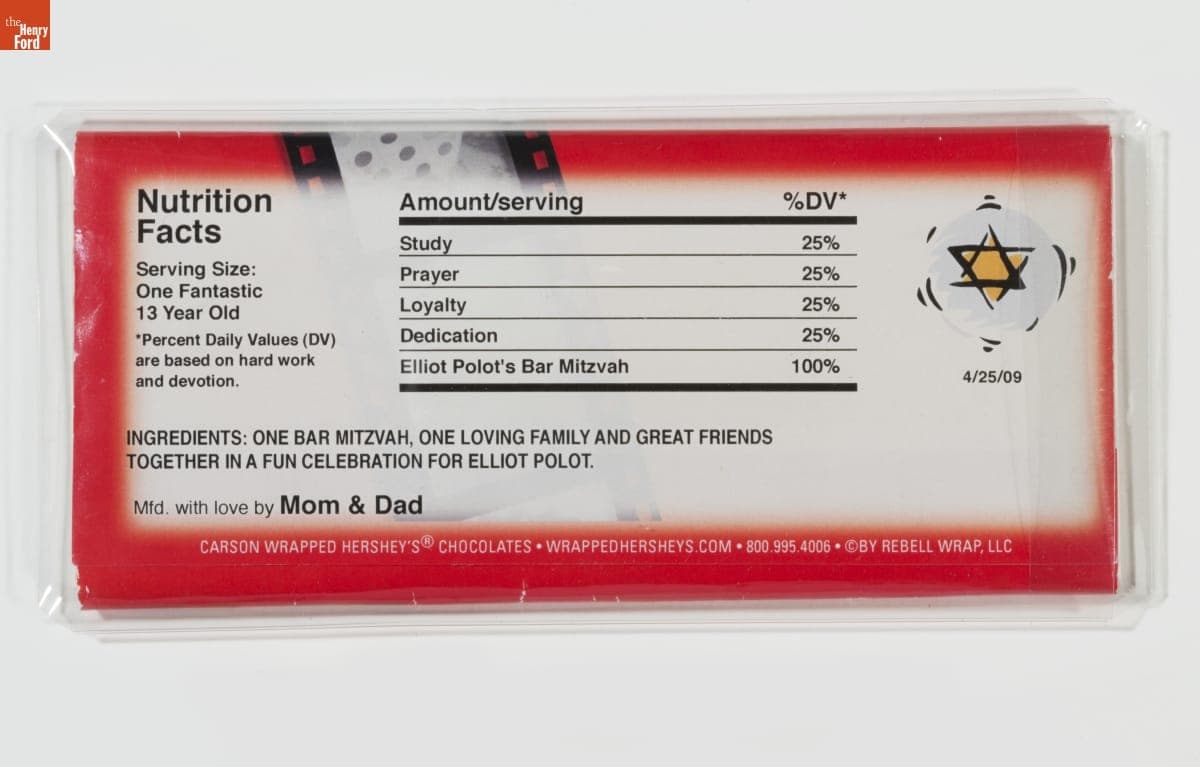 the
Henry
Ford
Nutrition
Facts
Serving Size:
One Fantastic
13 Year Old
*Percent Daily Values (DV)
are based on hard work
and devotion.
Amount/serving %DV*
Study 25%
Prayer 25%
Loyalty 25%
Dedication 25%
Elliot Polot's Bar Mitzvah 100%
4/25/09
INGREDIENTS: ONE BAR MITZVAH, ONE LOVING FAMILY AND GREAT FRIENDS
TOGETHER IN A FUN CELEBRATION FOR ELLIOT POLOT.
Mfd. with love by Mom & Dad
CARSON WRAPPED HERSHEY'S® CHOCOLATES • WRAPPEDHERSHEYS.COM • 800.995.4006 • ©BY REBELL WRAP, LLC